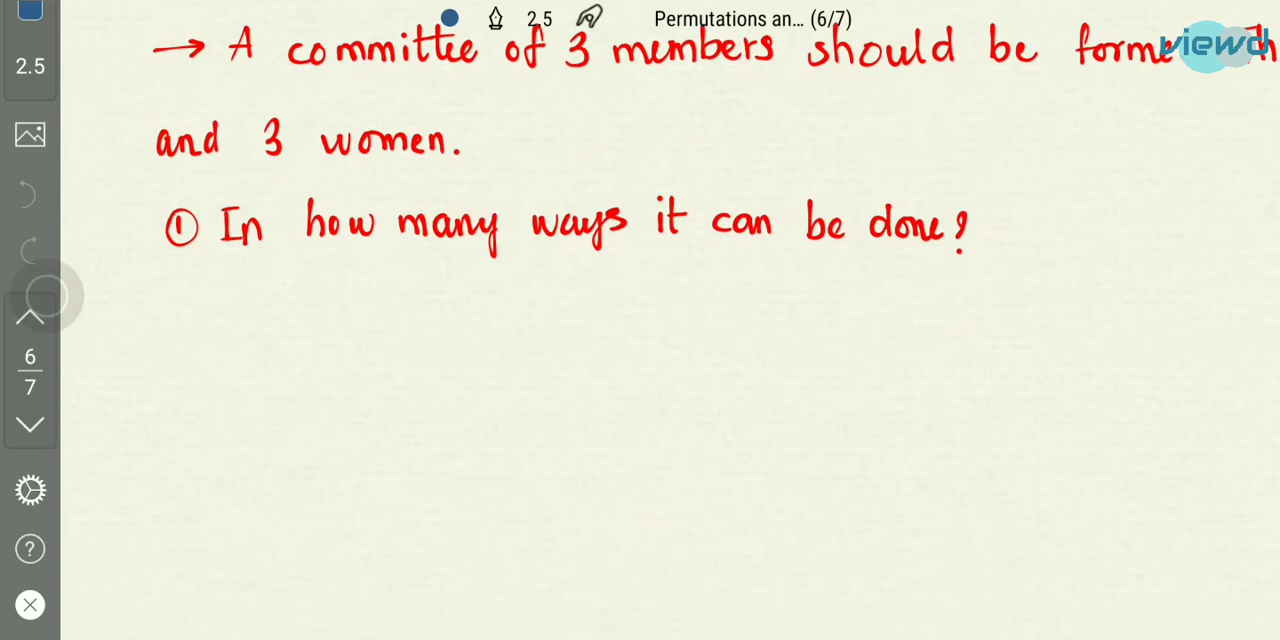 2.5 Permutations an... (6/7)
2.5
viewd
→ A committee of 3 members should be forme
and 3 women.
① In how many ways it can be done?
6
7
?